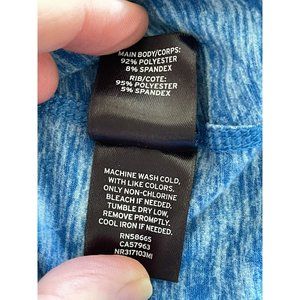 MAIN BODY/CORPS:
92% POLYESTER
8% SPANDEX
RIB/COTE:
95% POLYESTER
5% SPANDEX
MACHINE WASH COLD,
WITH LIKE COLORS.
ONLY NON-CHLORINE
BLEACH IF NEEDED.
TUMBLE DRY LOW,
REMOVE PROMPTLY.
COOL IRON IF NEEDED.
RN58665
CA57963
NR317103MI